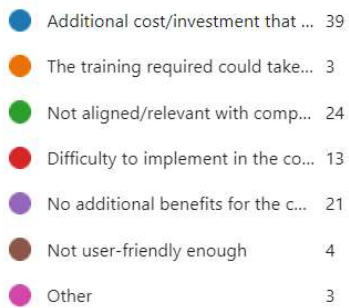 Additional cost/investment that ... 39
The training required could take... 3
Not aligned/relevant with comp... 24
Difficulty to implement in the co... 13
No additional benefits for the c... 21
Not user-friendly enough 4
Other 3